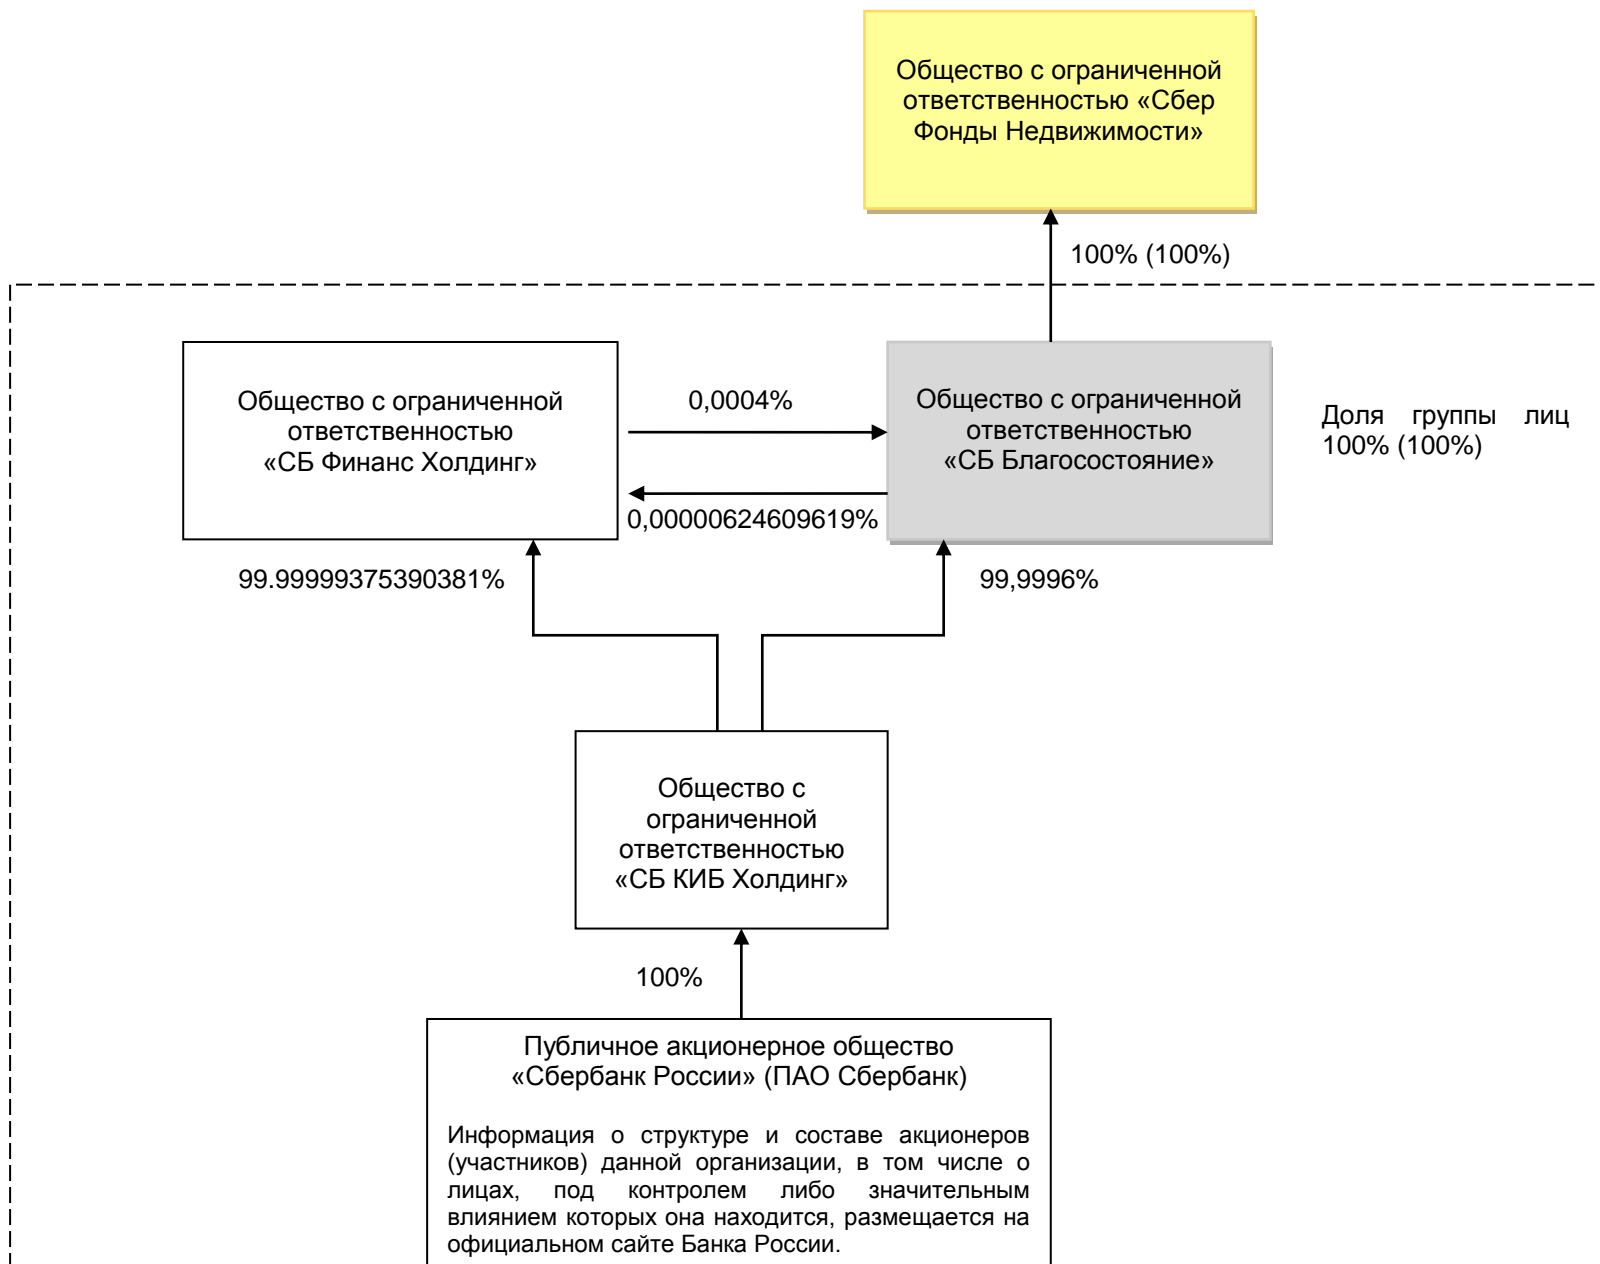 Общество с ограниченной
ответственностью «Сбер
Фонды Недвижимости»
100% (100%)
Общество с ограниченной
ответственностью
«СБ Финанс Холдинг»
0,0004%
0,00000624609619%
Общество с ограниченной
ответственностью
«СБ Благосостояние»
Доля группы лиц
100% (100%)
99.99999375390381%
99,9996%
Общество с
ограниченной
ответственностью
«СБ КИБ Холдинг»
100%
Публичное акционерное общество
«Сбербанк России» (ПАО Сбербанк)
Информация о структуре и составе акционеров
(участников) данной организации, в том числе о
лицах, под контролем либо значительным
влиянием которых она находится, размещается на
официальном сайте Банка России.